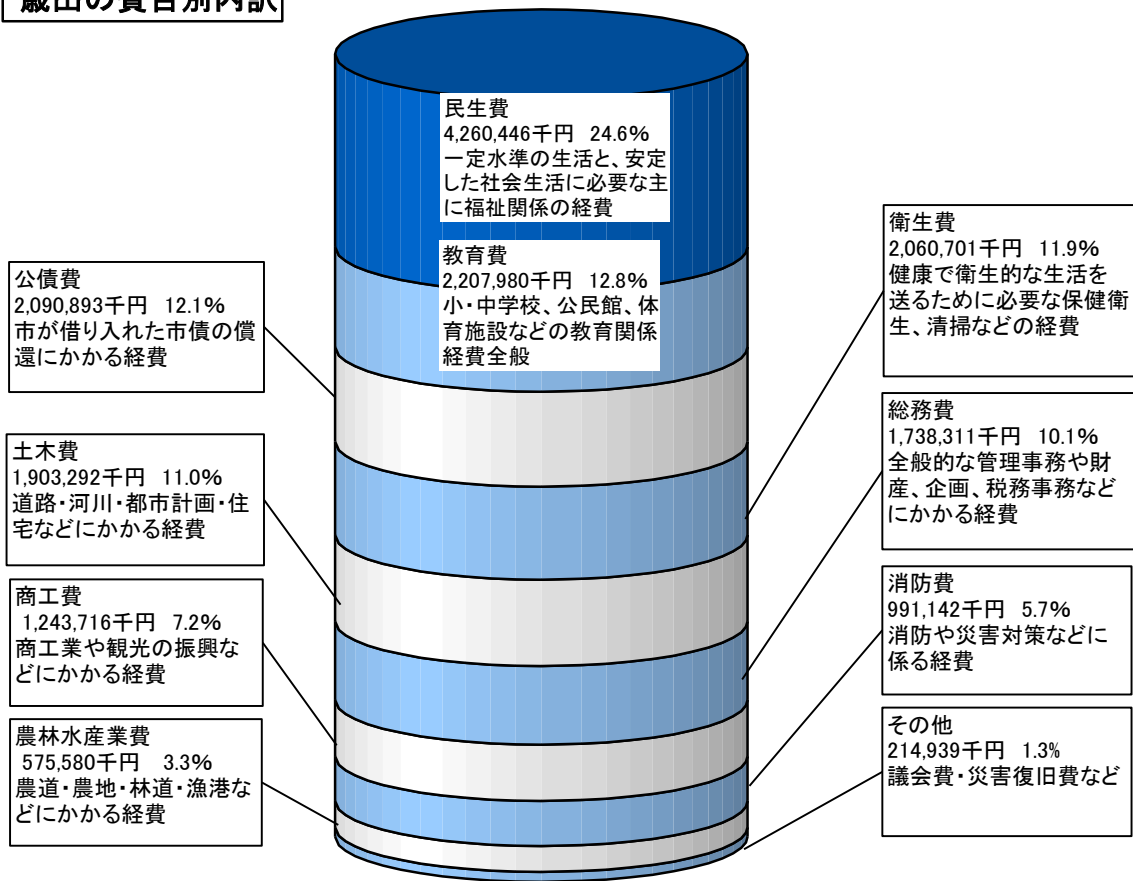 歳出の費目別内訳
民生費
4,260,446千円 24.6%
一定水準の生活と、安定
した社会生活に必要な主
に福祉関係の経費
教育費
2,207,980千円 12.8%
小・中学校、公民館、体
育施設などの教育関係
経費全般
公債費
2,090,893千円 12.1%
市が借り入れた市債の償
還にかかる経費
土木費
1,903,292千円 11.0%
道路・河川・都市計画・住
宅などにかかる経費
商工費
1,243,716千円 7.2%
商工業や観光の振興な
どにかかる経費
農林水産業費
575,580千円 3.3%
農道・農地・林道・漁港な
どにかかる経費
衛生費
2,060,701千円 11.9%
健康で衛生的な生活を
送るために必要な保健衛
生、清掃などの経費
総務費
1,738,311千円 10.1%
全般的な管理事務や財
産、企画、税務事務など
にかかる経費
消防費
991,142千円 5.7%
消防や災害対策などに
係る経費
その他
214,939千円 1.3%
議会費・災害復旧費など